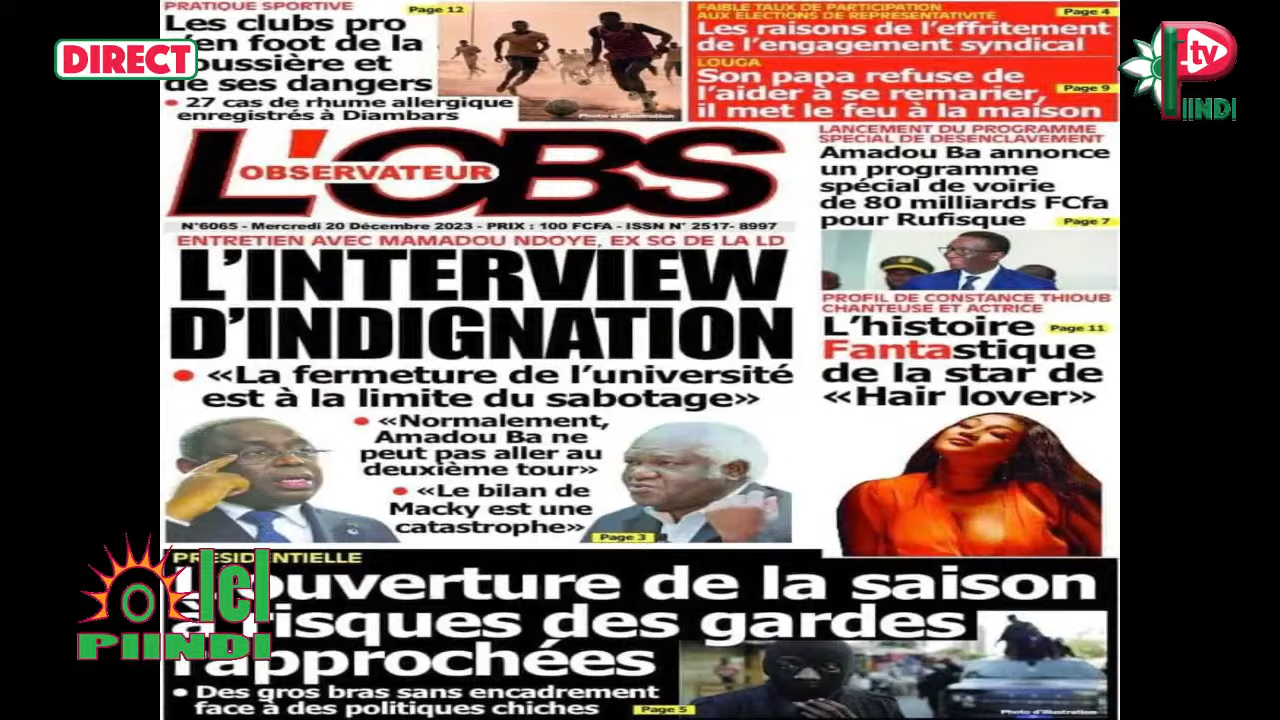 PRATIQUE SPORTIVE
Page 12
Les clubs pro
en foot de la
oussière et
de ses dangers
• 27 cas de rhume allergique
enregistrés à Diambars
Photo d'illustration
FAIBLE TAUX DE PARTICIPATION
AUX ELECTIONS DE REPRESENTATIVITÉ
Page 4
Les raisons de l'effritement
de l'engagement syndical
LOUGA
Son papa refuse de
l'aider à se remarier,
Page 9
il met le feu à la maison
DIRECT
tv
PIINDI
L'OBS
OBSERVATEUR
N°6065 - Mercredi 20 Décembre 2023 - PRIX : 100 FCFA - ISSN N° 2517- 8997
LANCEMENT DU PROGRAMME
SPECIAL DE DESENCLAVEMENT
Amadou Ba annonce
un programme
spécial de voirie
de 80 milliards FCfa
pour Rufisque
Page 7
ENTRETIEN AVEC MAMADOU NDOYE, EX SG DE LA LD
L'INTERVIEW
D'INDIGNATION
• «La fermeture de l'université
est à la limite du sabotage»
• «Normalement,
Amadou Ba ne
peut pas aller au
deuxième tour»
• «Le bilan de
Macky est une
catastrophe»
Page 3
PROFIL DE CONSTANCE THIOUB
CHANTEUSE ET ACTRICE
L'histoire
Page 11
Fantastique
de la star de
«Hair lover»
PRESIDENTIELLE
ouverture de la saison
à risques des gardes
rapprochées
• Des gros bras sans encadrement
face à des politiques chiches
Page 5
Photo d'illustration
IcI
PIINDI